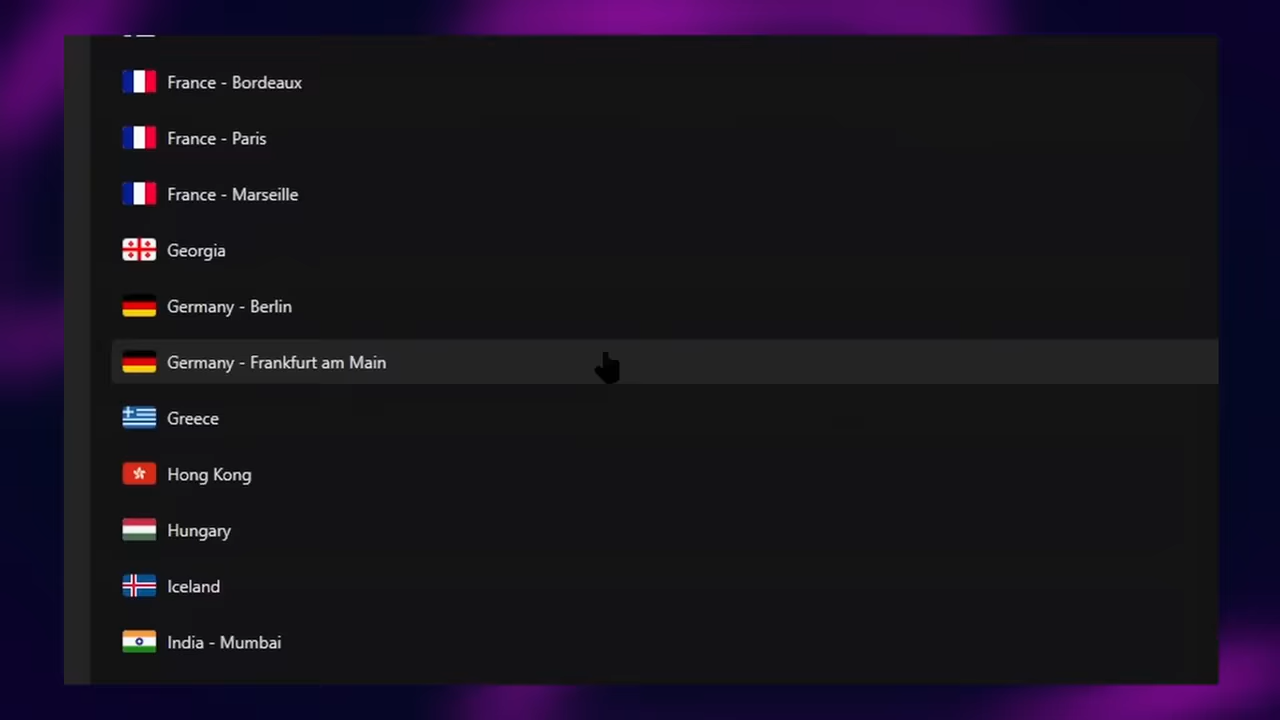 France - Bordeaux
France - Paris
France - Marseille
Georgia
Germany - Berlin
Germany - Frankfurt am Main
Greece
Hong Kong
Hungary
Iceland
India - Mumbai